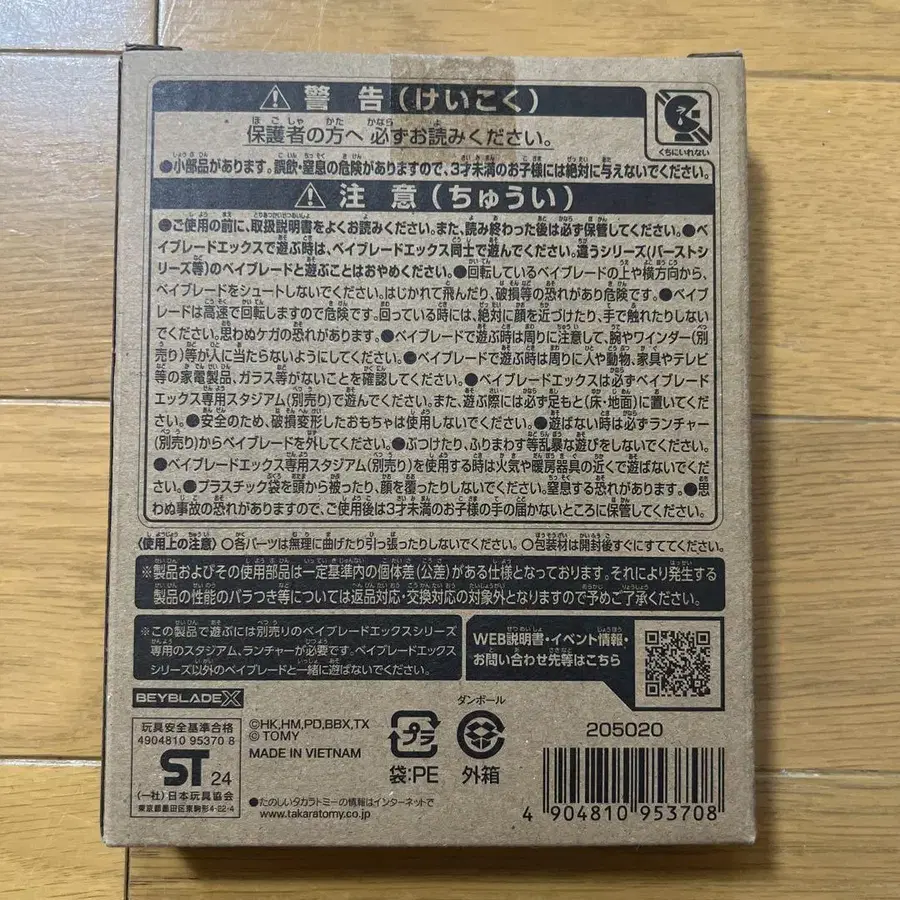 ⚠ 警告(けいこく)
保護者の方へ 必ずお読みください。
くちにいれない
●小部品があります。誤飲・窒息の危険がありますので、3才未満のお子様には絶対に与えないでください。
⚠ 注意(ちゅうい)
●ご使用の前に、取扱説明書をよくお読みください。また、読み終わった後は必ず保管してください。●ベ
イブレードエックスで遊ぶ時は、ベイブレードエックス同士で遊んでください。違うシリーズ(バーストシ
リーズ等)のベイブレードと遊ぶことはおやめください。●回転しているベイブレードの上や横方向から、
ベイブレードをシュートしないでください。はじかれて飛んだり、破損等の恐れがあり危険です。●ベイブ
レードは高速で回転しますので危険です。回っている時には、絶対に顔を近づけたり、手で触れたりしない
でください。思わぬケガの恐れがあります。●ベイブレードで遊ぶ時は周りに注意して、腕やワインダー(別
売り)等が人に当たらないようにしてください。●ベイブレードで遊ぶ時は周りに人や動物、家具やテレビ
等の家電製品、ガラス等がないことを確認してください。●ベイブレードエックスは必ずベイブレード
エックス専用スタジアム(別売り)で遊んでください。また、遊ぶ際には必ず足もと(床・地面)に置いてくだ
さい。●安全のため、破損変形したおもちゃは使用しないでください。●遊ばない時は必ずランチャー
(別売り)からベイブレードを外してください。●ぶつけたり、ふりまわす等乱暴な遊びをしないでください。
●ベイブレードエックス専用スタジアム(別売り)を使用する時は火気や暖房器具の近くで遊ばないでくだ
さい。●プラスチック袋を頭から被ったり、顔を覆ったりしないでください。窒息する恐れがあります。●思
わぬ事故の恐れがありますので、ご使用後は3才未満のお子様の手の届かないところに保管してください。
〈使用上の注意〉○各パーツは無理に曲げたり引っ張ったりしないでください。○包装材は開封後すぐにすててください。
※製品およびその使用部品は一定基準内の個体差(公差)がある仕様となっております。それにより発生する
製品の性能のバラつき等については返品対応・交換対応の対象外となりますので予めご了承ください。
※この製品で遊ぶには別売りのベイブレードエックスシリーズ
専用のスタジアム、ランチャーが必要です。ベイブレードエックス
シリーズ以外のベイブレードと一緒に遊ばないでください。
WEB説明書・イベント情報・
お問い合わせ先等はこちら
BEYBLADE X
玩具安全基準合格
4904810 95370 8
ST 24
(一社)日本玩具協会
東京都墨田区東駒形4-22-4
©HK,HM,PD,BBX,TX
© TOMY
MADE IN VIETNAM
プラ
袋:PE
ダンボール
外箱
●たのしいタカラトミーの情報はインターネットで
www.takaratomy.co.jp
205020
4 904810 953708